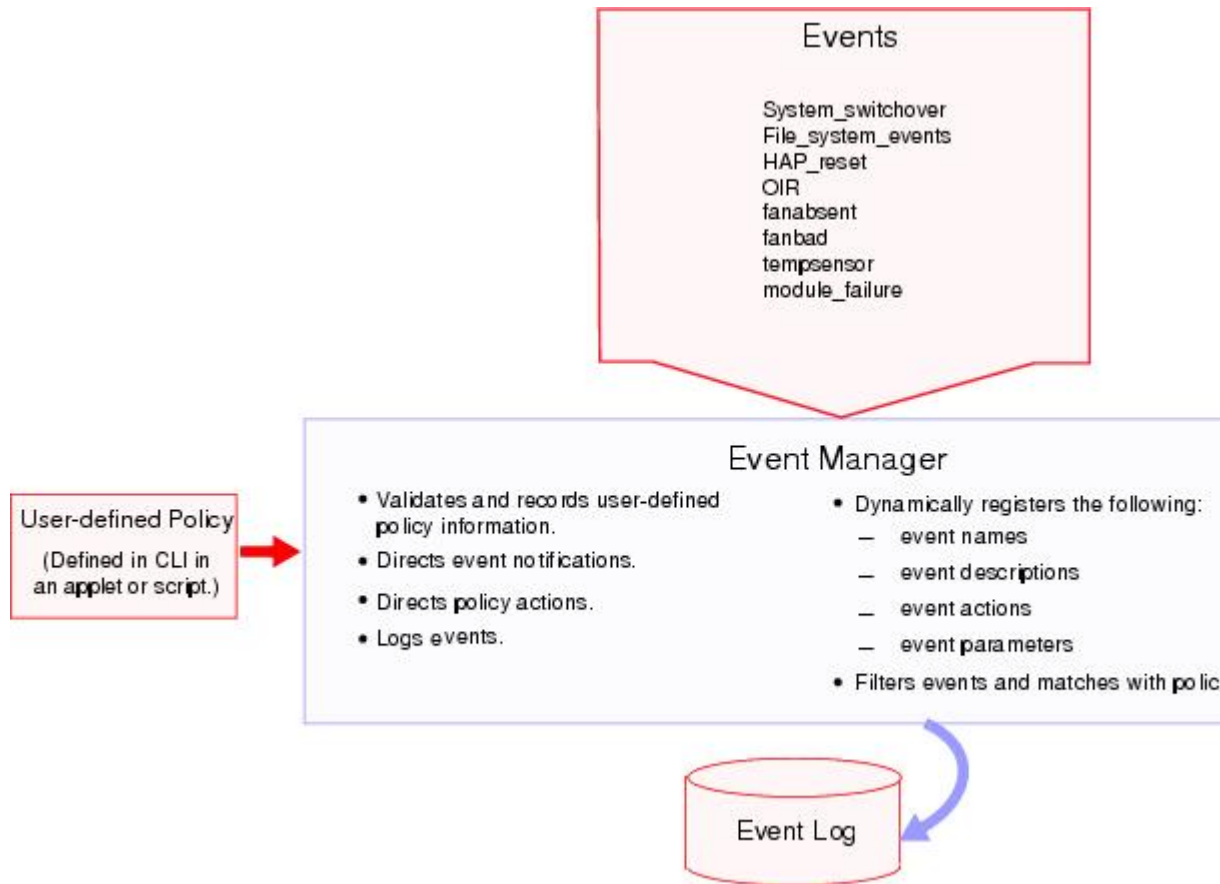 Events
System_switchover
File_system_events
HAP_reset
OIR
fanabsent
fanbad
tempsensor
module_failure
Event Manager
• Validates and records user-defined
policy information.
• Directs event notifications.
• Directs policy actions.
• Logs events.
• Dynamically registers the following:
– event names
– event descriptions
– event actions
– event parameters
• Filters events and matches with polic
User-defined Policy
(Defined in CLI in
an applet or script.)
Event Log